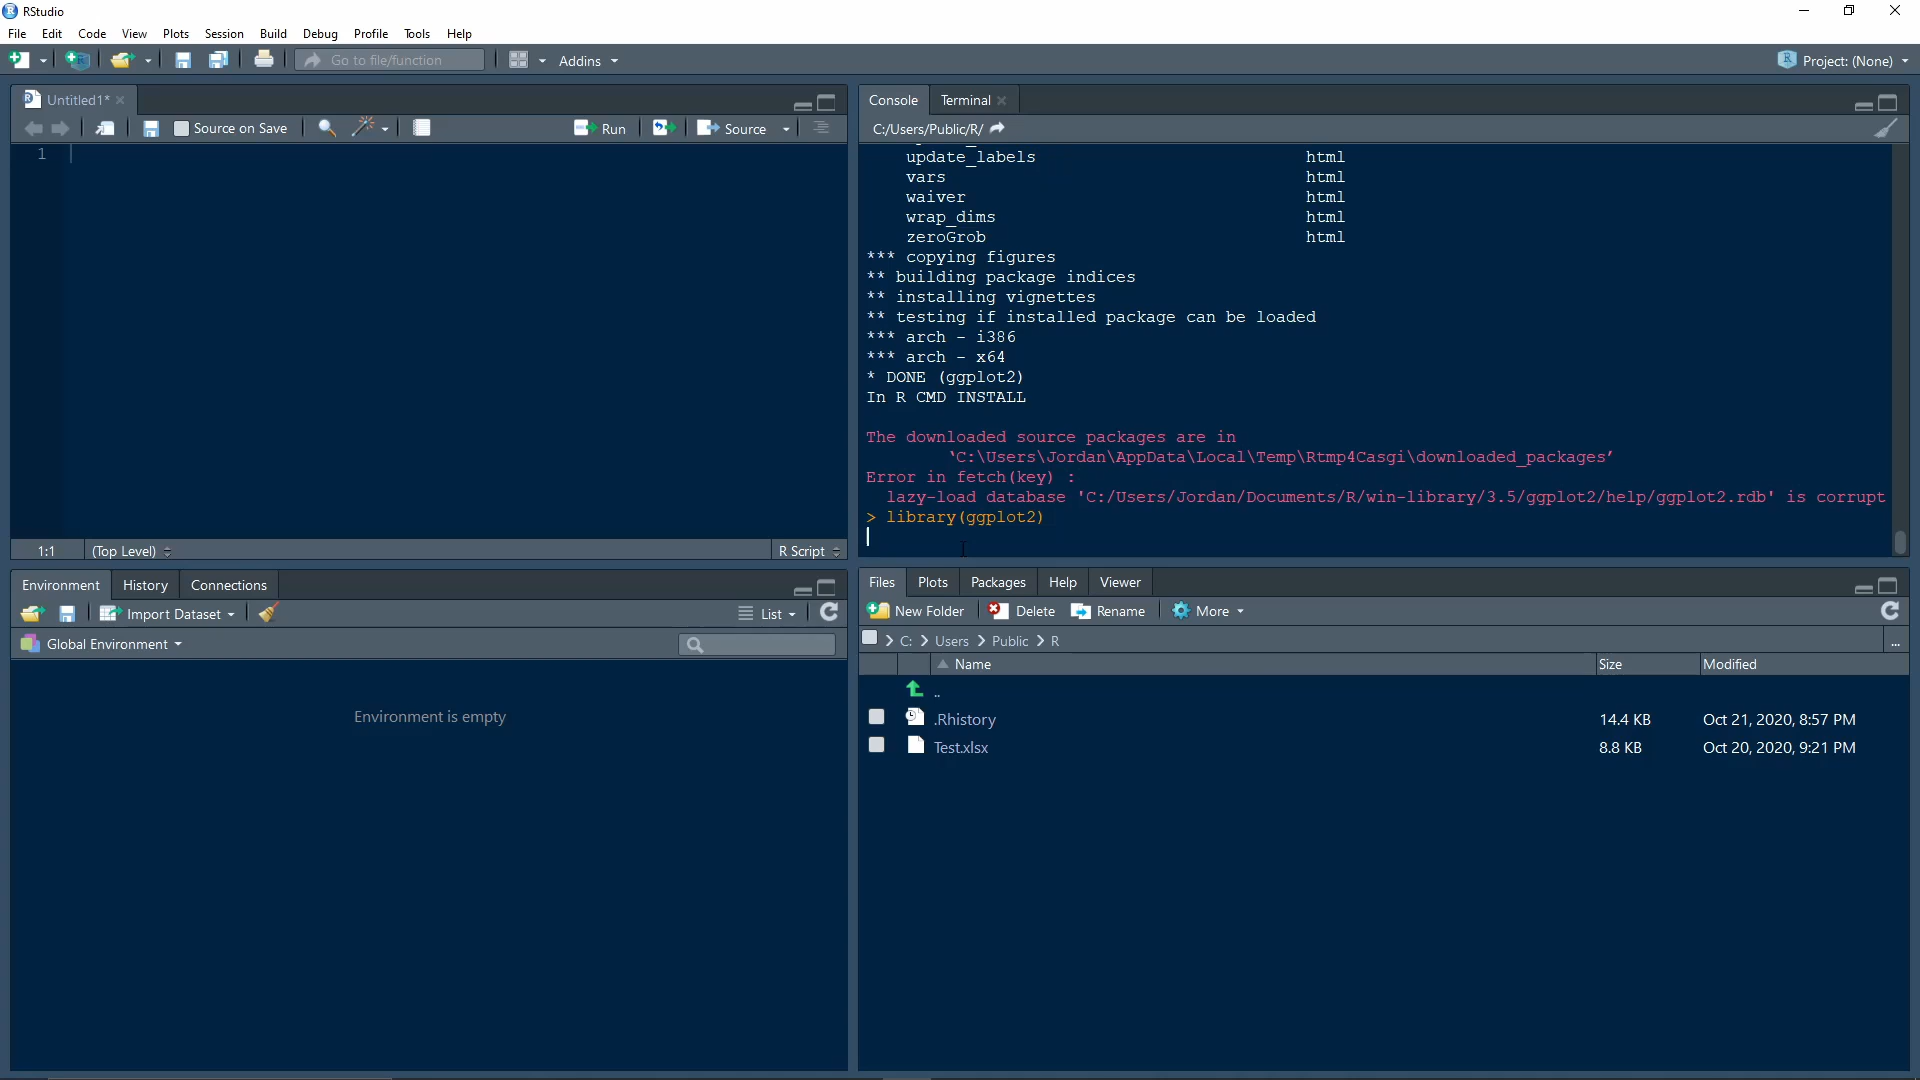 RStudio
File Edit Code View Plots Session Build Debug Profile Tools Help
Go to file/function Addins Project: (None)
Untitled1*
Source on Save Run Source
1
1:1 (Top Level) R Script
Console Terminal
C:/Users/Public/R/
update_labels html
vars html
waiver html
wrap_dims html
zeroGrob html
*** copying figures
** building package indices
** installing vignettes
** testing if installed package can be loaded
*** arch - i386
*** arch - x64
* DONE (ggplot2)
In R CMD INSTALL
The downloaded source packages are in
‘C:\Users\Jordan\AppData\Local\Temp\Rtmp4Casgi\downloaded_packages’
Error in fetch(key) :
lazy-load database 'C:/Users/Jordan/Documents/R/win-library/3.5/ggplot2/help/ggplot2.rdb' is corrupt
> library(ggplot2)
Environment History Connections
Import Dataset List
Global Environment
Environment is empty
Files Plots Packages Help Viewer
New Folder Delete Rename More
C: Users Public R ...
Name Size Modified
..
.Rhistory 14.4 KB Oct 21, 2020, 8:57 PM
Test.xlsx 8.8 KB Oct 20, 2020, 9:21 PM